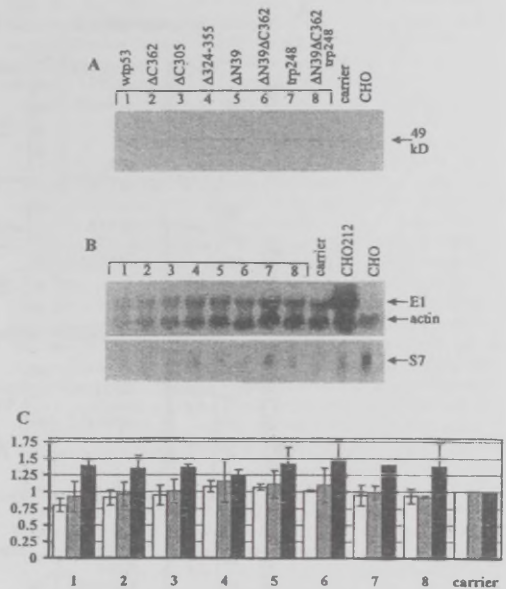 A
wtp53 ΔC362 ΔC305 Δ324-355 ΔN39 ΔN39ΔC362 trp248 ΔN39ΔC362 trp248 carrier CHO
1 2 3 4 5 6 7 8
49 kD
B
carrier CHO212 CHO
1 2 3 4 5 6 7 8
E1
actin
S7
C
1.75
1.5
1.25
1
0.75
0.5
0.25
0
1 2 3 4 5 6 7 8 carrier